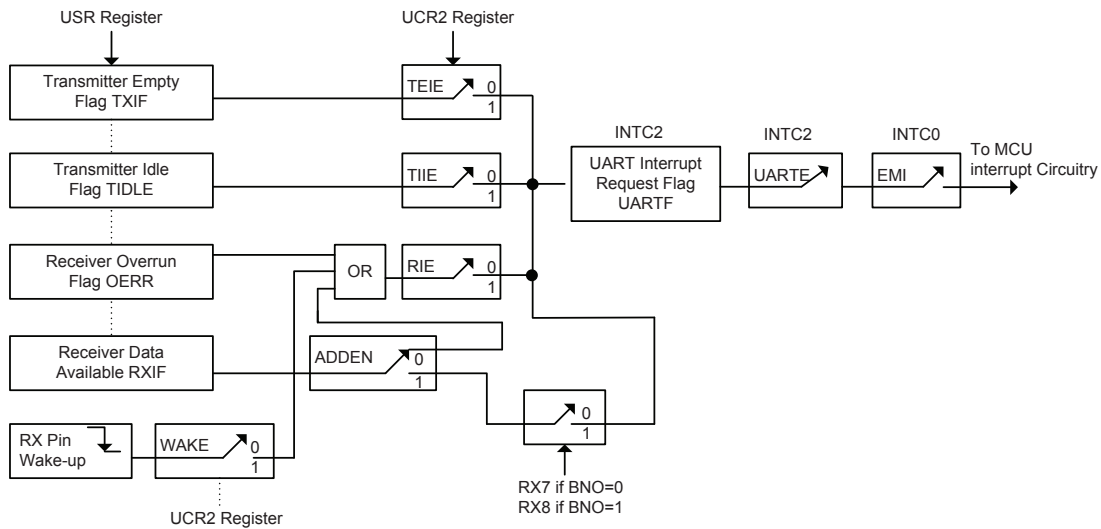 USR Register
UCR2 Register
Transmitter Empty
Flag TXIF
TEIE
0
1
INTC2
INTC2
INTC0
Transmitter Idle
Flag TIDLE
TIIE
0
1
UART Interrupt
Request Flag
UARTF
UARTE
EMI
To MCU
interrupt Circuitry
Receiver Overrun
Flag OERR
OR
RIE
0
1
Receiver Data
Available RXIF
ADDEN
0
1
0
1
RX Pin
Wake-up
WAKE
0
1
RX7 if BNO=0
RX8 if BNO=1
UCR2 Register